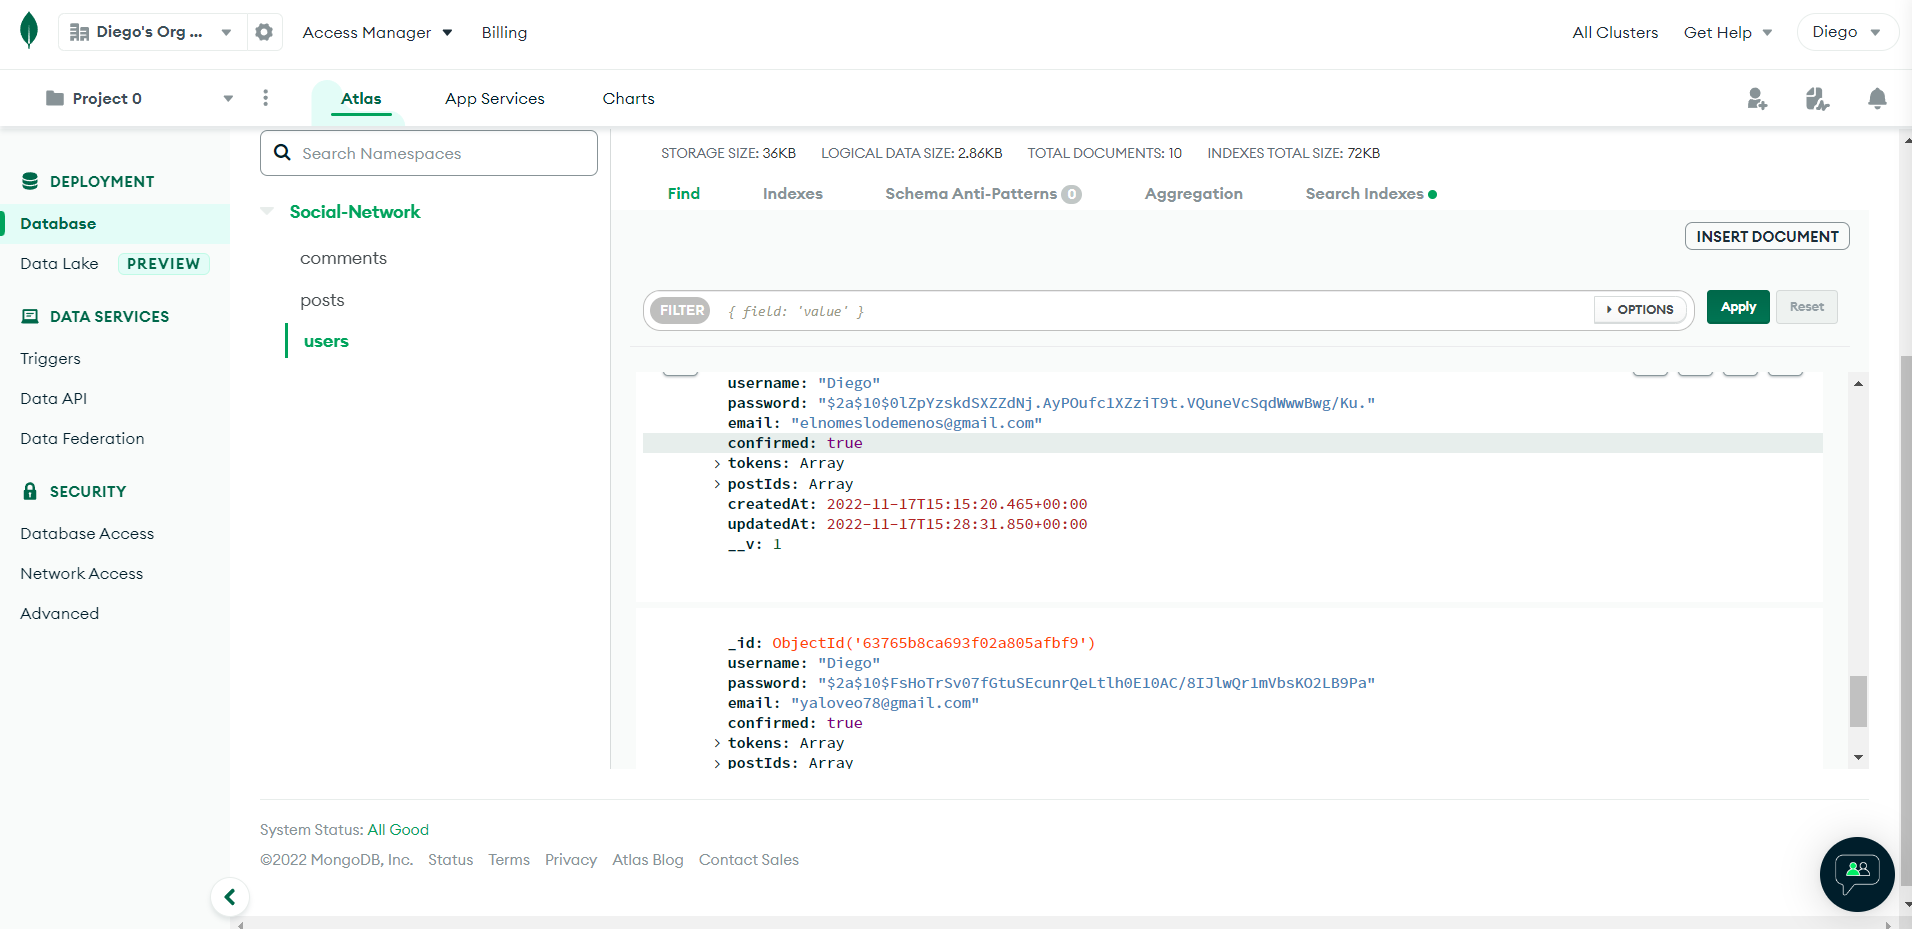 Diego's Org ... Access Manager Billing All Clusters Get Help Diego
Project 0 Atlas App Services Charts
DEPLOYMENT
Database
Data Lake PREVIEW
DATA SERVICES
Triggers
Data API
Data Federation
SECURITY
Database Access
Network Access
Advanced
Search Namespaces
Social-Network
comments
posts
users
STORAGE SIZE: 36KB LOGICAL DATA SIZE: 2.86KB TOTAL DOCUMENTS: 10 INDEXES TOTAL SIZE: 72KB
Find Indexes Schema Anti-Patterns 0 Aggregation Search Indexes
INSERT DOCUMENT
FILTER { field: 'value' } OPTIONS Apply Reset
username: "Diego"
password: "$2a$10$0lZpYzskdSXZZdNj.AyPOufc1XZziT9t.VQuneVcSqdWwwBwg/Ku."
email: "elnomeslodemenos@gmail.com"
confirmed: true
tokens: Array
postIds: Array
createdAt: 2022-11-17T15:15:20.465+00:00
updatedAt: 2022-11-17T15:28:31.850+00:00
__v: 1
_id: ObjectId('63765b8ca693f02a805afbf9')
username: "Diego"
password: "$2a$10$FsHoTrSv07fGtuSEcunrQeLtlh0E10AC/8IJlwQr1mVbsKO2LB9Pa"
email: "yaloveo78@gmail.com"
confirmed: true
tokens: Array
postIds: Array
System Status: All Good
©2022 MongoDB, Inc. Status Terms Privacy Atlas Blog Contact Sales